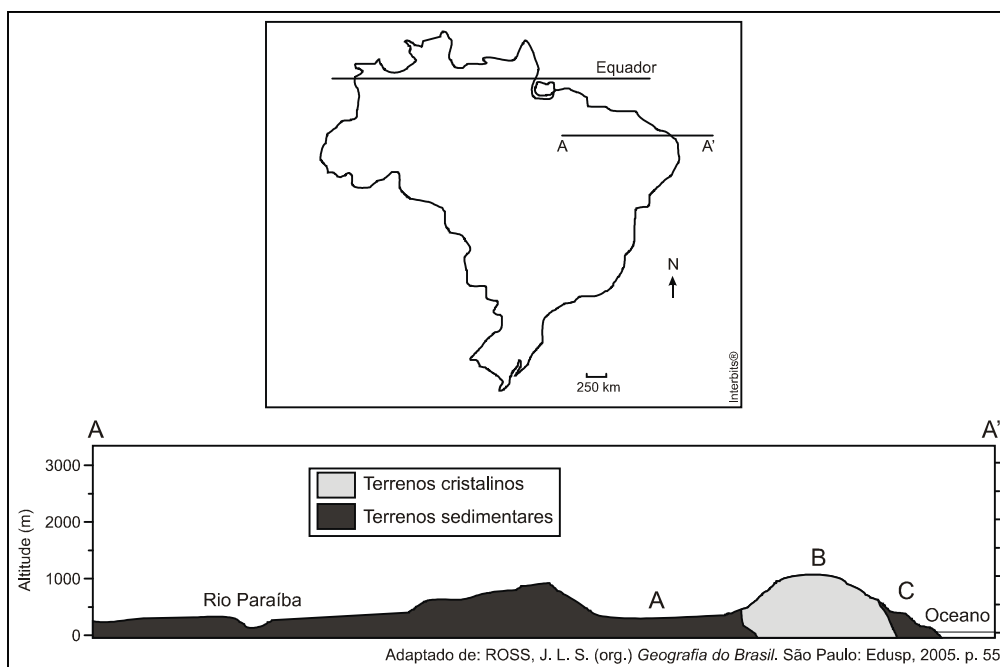 Equador
A A'
N
250 km
Interbits®
A A'
3000
2000
1000
0
Altitude (m)
Terrenos cristalinos
Terrenos sedimentares
Rio Paraíba
A
B
C
Oceano
Adaptado de: ROSS, J. L. S. (org.) Geografia do Brasil. São Paulo: Edusp, 2005. p. 55